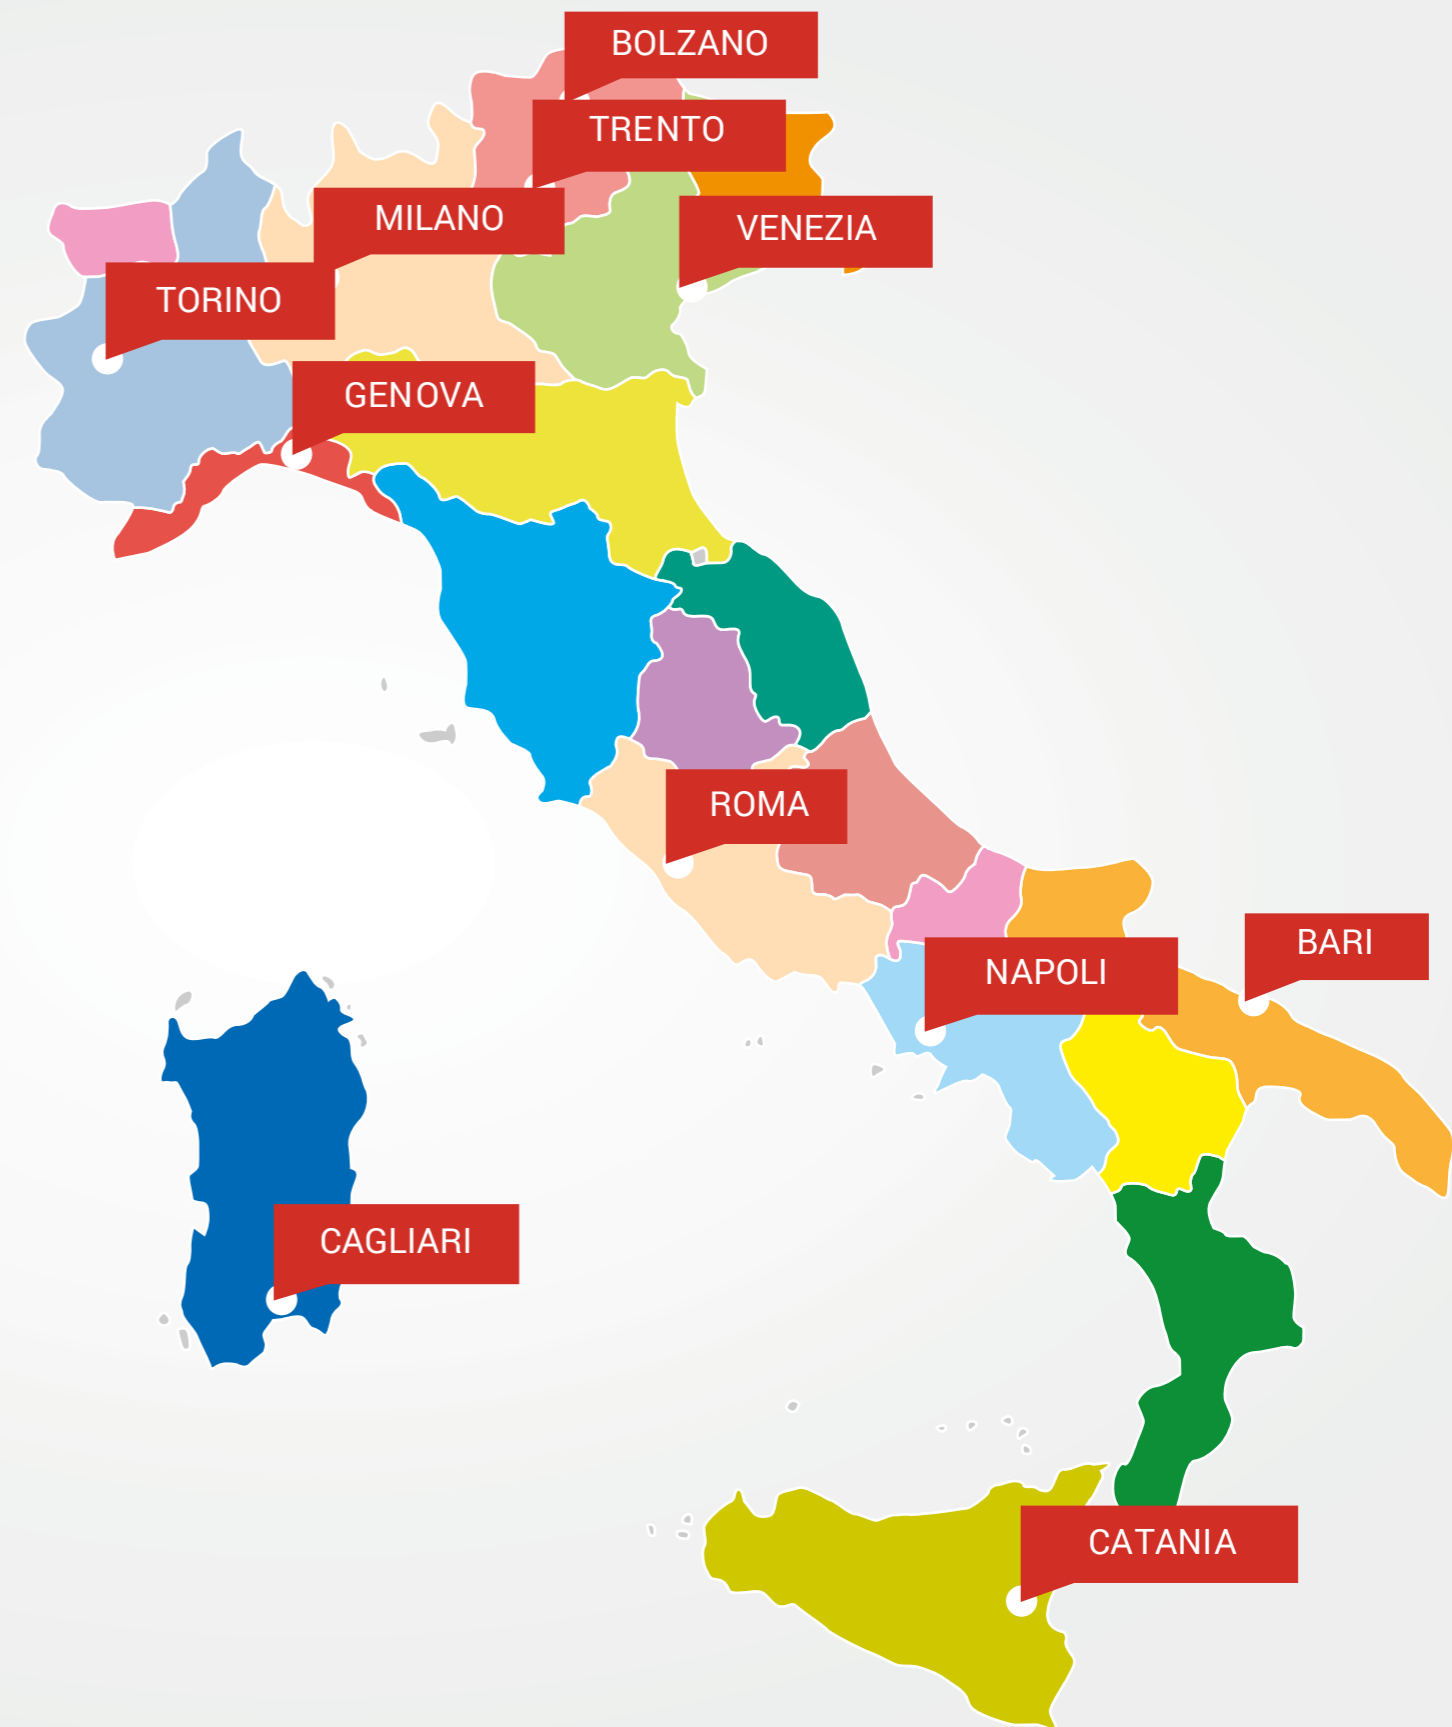 BOLZANO
TRENTO
MILANO
VENEZIA
TORINO
GENOVA
ROMA
BARI
NAPOLI
CAGLIARI
CATANIA